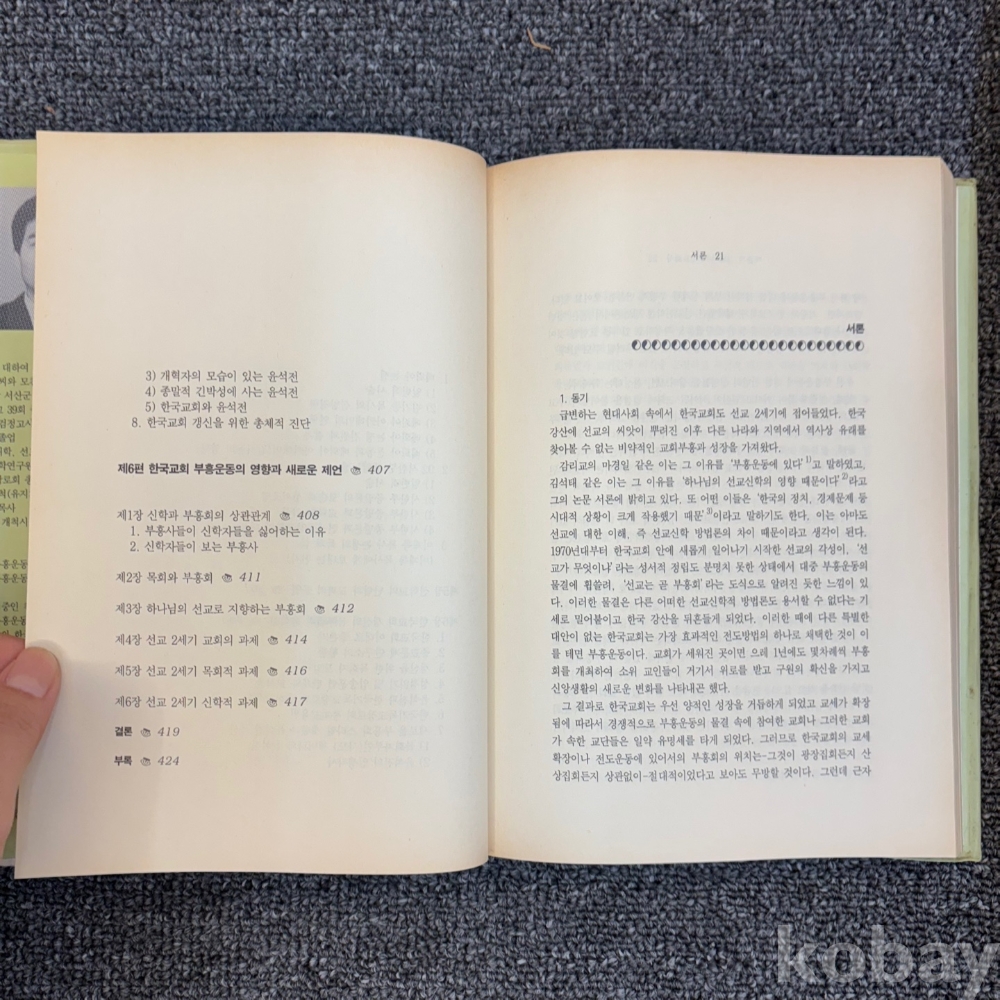 대하여
씨와 모
서산군
39회
검정고시
졸업
학연구원
목사
개척시
부흥운동
부흥운동
중인
3) 개혁자의 모습이 있는 윤석전
4) 종말적 긴박성에 사는 윤석전
5) 한국교회와 윤석전
8. 한국교회 갱신을 위한 총체적 진단
제6편 한국교회 부흥운동의 영향과 새로운 제언 407
제1장 신학과 부흥회의 상관관계 408
1. 부흥사들이 신학자들을 싫어하는 이유
2. 신학자들이 보는 부흥사
제2장 목회와 부흥회 411
제3장 하나님의 선교로 지향하는 부흥회 412
제4장 선교 2세기 교회의 과제 414
제5장 선교 2세기 목회적 과제 416
제6장 선교 2세기 신학적 과제 417
결론 419
부록 424
서론 21
서론
1. 동기
급변하는 현대사회 속에서 한국교회도 선교 2세기에 접어들었다. 한국
강산에 선교의 씨앗이 뿌려진 이후 다른 나라와 지역에서 역사상 유래를
찾아볼 수 없는 비약적인 교회부흥과 성장을 가져왔다.
감리교의 마경일 같은 이는 그 이유를 '부흥운동에 있다'1)고 말하였고,
김석태 같은 이는 그 이유를 '하나님의 선교신학의 영향 때문이다'2)라고
그의 논문 서론에 밝히고 있다. 또 어떤 이들은 '한국의 정치, 경제문제 등
시대적 상황이 크게 작용했기 때문'3)이라고 말하기도 한다. 이는 아마도
선교에 대한 이해, 즉 선교신학 방법론의 차이 때문이라고 생각이 된다.
1970년대부터 한국교회 안에 새롭게 일어나기 시작한 선교의 각성이, '선
교가 무엇이냐'라는 성서적 정립도 분명치 못한 상태에서 대중 부흥운동의
물결에 휩쓸려, '선교는 곧 부흥회'라는 도식으로 알려진 듯한 느낌이 있
다. 이러한 물결은 다른 어떠한 선교신학적 방법론도 용서할 수 없다는 기
세로 밀어붙이고 한국 강산을 뒤흔들게 되었다. 이러한 때에 다른 특별한
대안이 없는 한국교회는 가장 효과적인 전도방법의 하나로 채택한 것이 이
를 태면 부흥운동이다. 교회가 세워진 곳이면 으레 1년에도 몇차례씩 부흥
회를 개최하여 소위 교인들이 거기서 위로를 받고 구원의 확신을 가지고
신앙생활의 새로운 변화를 나타내곤 했다.
그 결과로 한국교회는 우선 양적인 성장을 거듭하게 되었고 교세가 확장
됨에 따라서 경쟁적으로 부흥운동의 물결 속에 참여한 교회나 그러한 교회
가 속한 교단들은 일약 유명세를 타게 되었다. 그러므로 한국교회의 교세
확장이나 전도운동에 있어서의 부흥회의 위치는-그것이 광장집회든지 산
상집회든지 상관없이-절대적이었다고 보아도 무방할 것이다. 그런데 근자
kobay